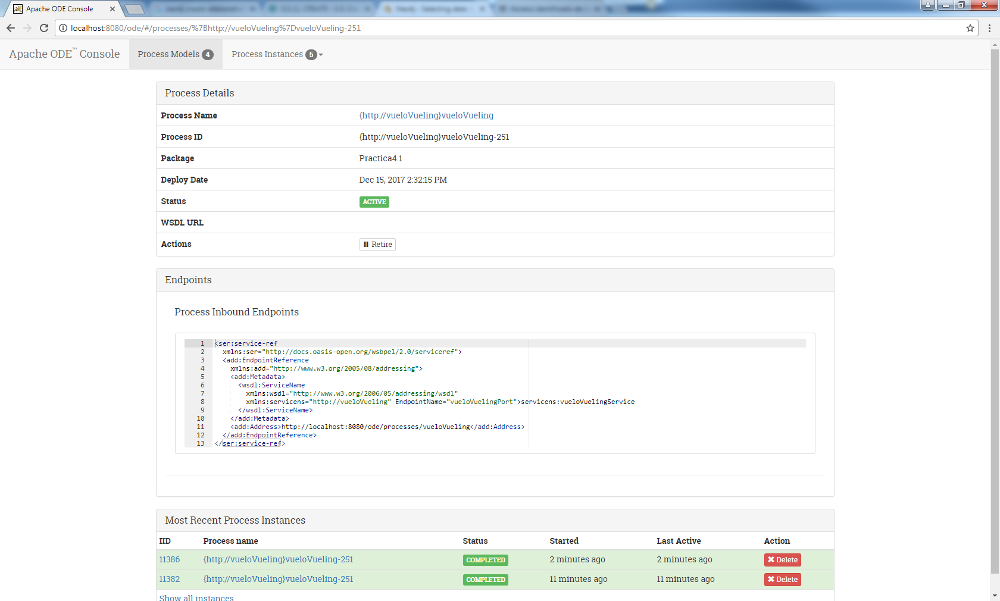 Apache ODE Console
localhost:8080/ode/#/processes/%7Bhttp://vueloVueling%7DvueloVueling-251
Apache ODE™ Console
Process Models 4
Process Instances 5
Process Details
Process Name {http://vueloVueling}vueloVueling
Process ID {http://vueloVueling}vueloVueling-251
Package Practica4.1
Deploy Date Dec 15, 2017 2:32:15 PM
Status ACTIVE
WSDL URL
Actions Retire
Endpoints
Process Inbound Endpoints
1 <ser:service-ref
2 xmlns:ser="http://docs.oasis-open.org/wsbpel/2.0/serviceref">
3 <add:EndpointReference
4 xmlns:add="http://www.w3.org/2005/08/addressing">
5 <add:Metadata>
6 <wsdl:ServiceName
7 xmlns:wsdl="http://www.w3.org/2006/05/addressing/wsdl"
8 xmlns:servicens="http://vueloVueling" EndpointName="vueloVuelingPort">servicens:vueloVuelingService
9 </wsdl:ServiceName>
10 </add:Metadata>
11 <add:Address>http://localhost:8080/ode/processes/vueloVueling</add:Address>
12 </add:EndpointReference>
13 </ser:service-ref>
Most Recent Process Instances
IID Process name Status Started Last Active Action
11386 {http://vueloVueling}vueloVueling-251 COMPLETED 2 minutes ago 2 minutes ago Delete
11382 {http://vueloVueling}vueloVueling-251 COMPLETED 11 minutes ago 11 minutes ago Delete
Show all instances